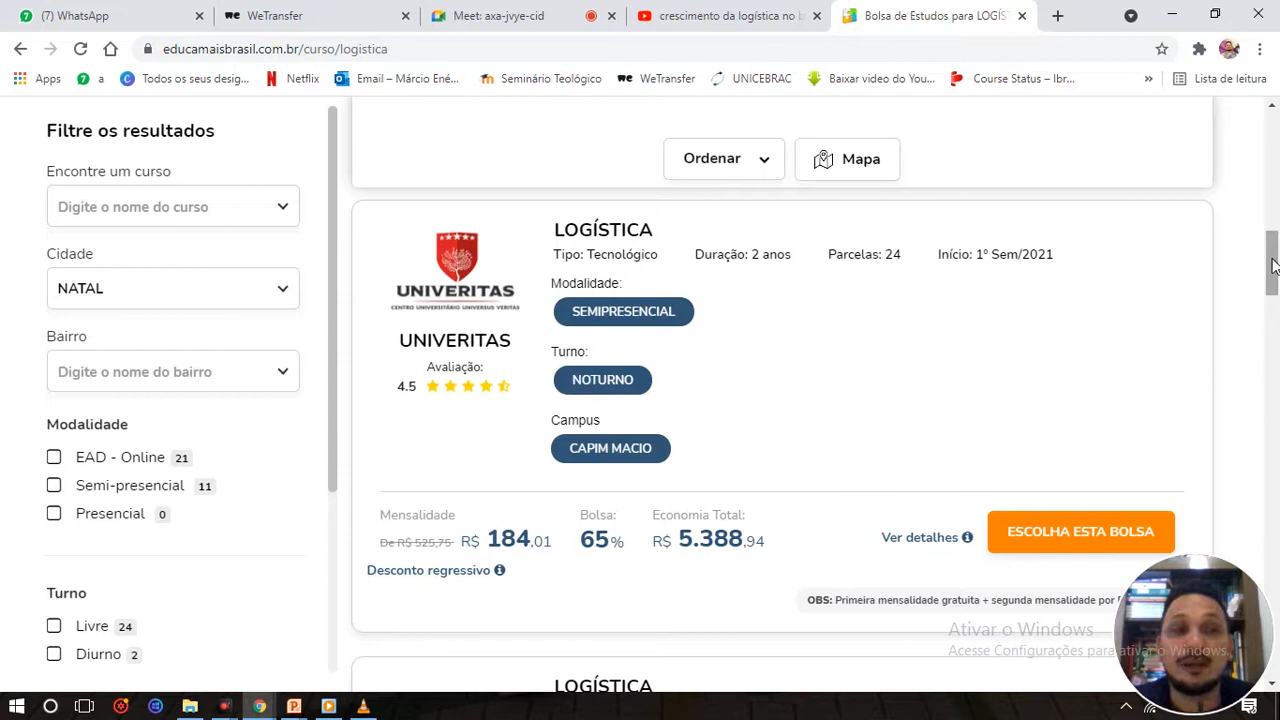 (7) WhatsApp
WeTransfer
Meet: axa-jvye-cid
crescimento da logística no b
Bolsa de Estudos para LOGÍST
educamaisbrasil.com.br/curso/logistica
Apps
a
Todos os seus desig...
Netflix
Email – Márcio Ené...
Seminário Teológico
WeTransfer
UNICEBRAC
Baixar video do You...
Course Status – Ibr...
»
Lista de leitura
Filtre os resultados
Encontre um curso
Digite o nome do curso
Cidade
NATAL
Bairro
Digite o nome do bairro
Modalidade
EAD - Online 21
Semi-presencial 11
Presencial 0
Turno
Livre 24
Diurno 2
Ordenar
Mapa
UNIVERITAS
CENTRO UNIVERSITÁRIO UNIVERSUS VERITAS
UNIVERITAS
Avaliação:
4.5
LOGÍSTICA
Tipo: Tecnológico Duração: 2 anos Parcelas: 24 Início: 1º Sem/2021
Modalidade:
SEMIPRESENCIAL
Turno:
NOTURNO
Campus
CAPIM MACIO
Mensalidade
De R$ 525,75 R$ 184,01
Desconto regressivo
Bolsa:
65%
Economia Total:
R$ 5.388,94
Ver detalhes
ESCOLHA ESTA BOLSA
OBS: Primeira mensalidade gratuita + segunda mensalidade por
LOGÍSTICA
Ativar o Windows
Acesse Configurações para ativar o Windows.